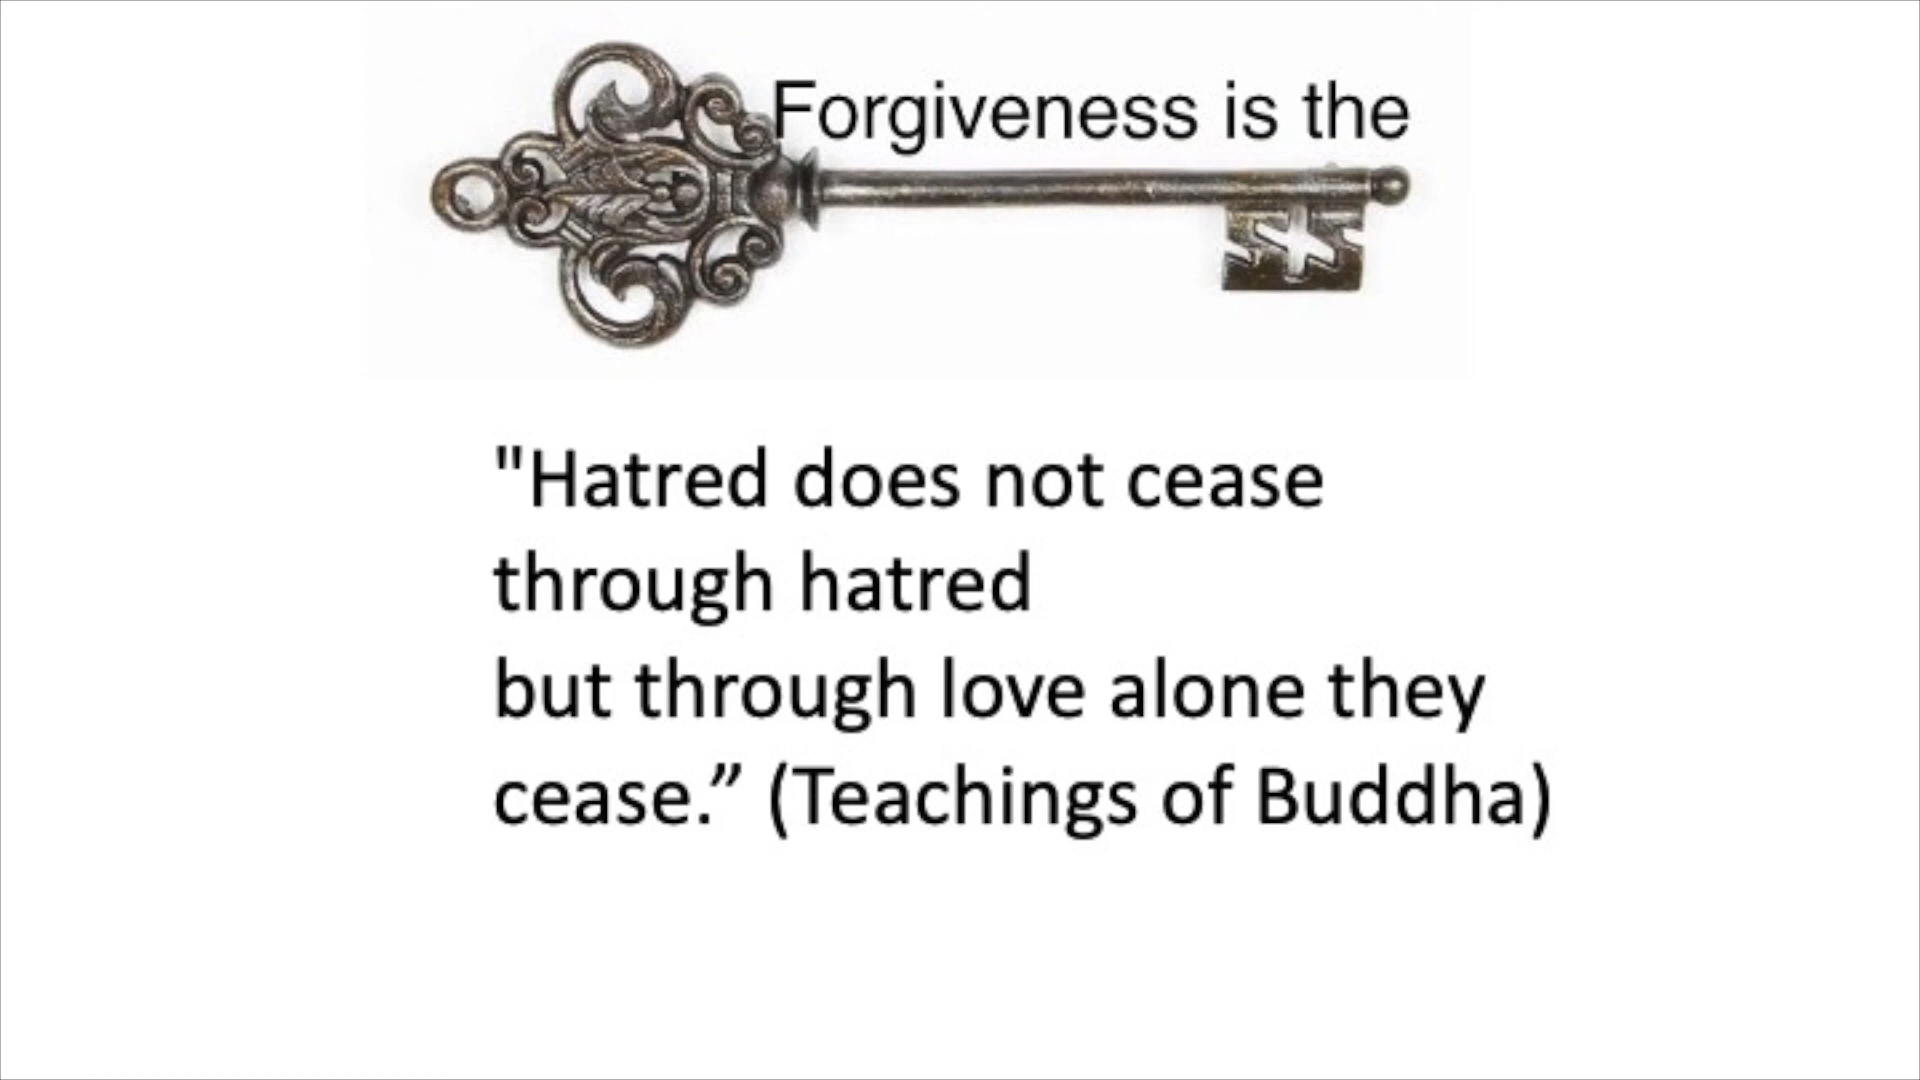 Forgiveness is the
"Hatred does not cease
through hatred
but through love alone they
cease.” (Teachings of Buddha)